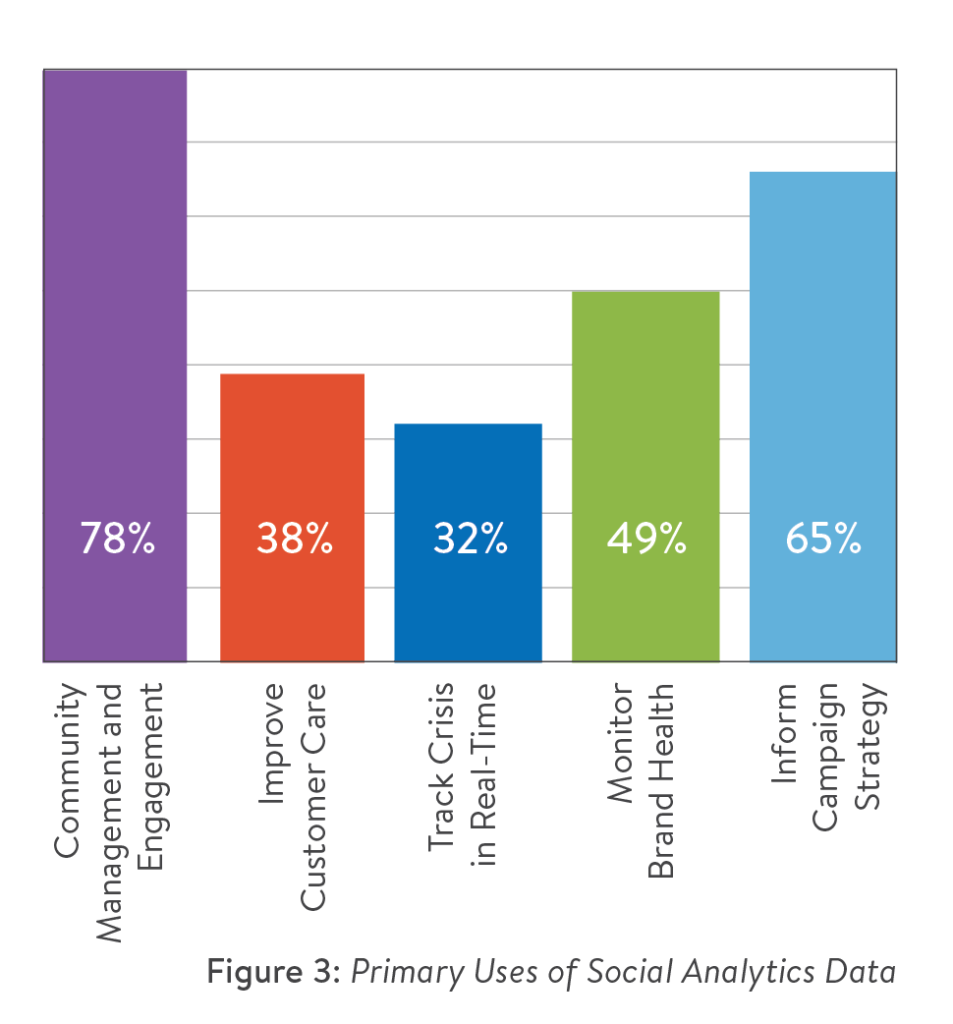 78%
38%
32%
49%
65%
Community
Management and
Engagement
Improve
Customer Care
Track Crisis
in Real-Time
Monitor
Brand Health
Inform
Campaign
Strategy
Figure 3: Primary Uses of Social Analytics Data